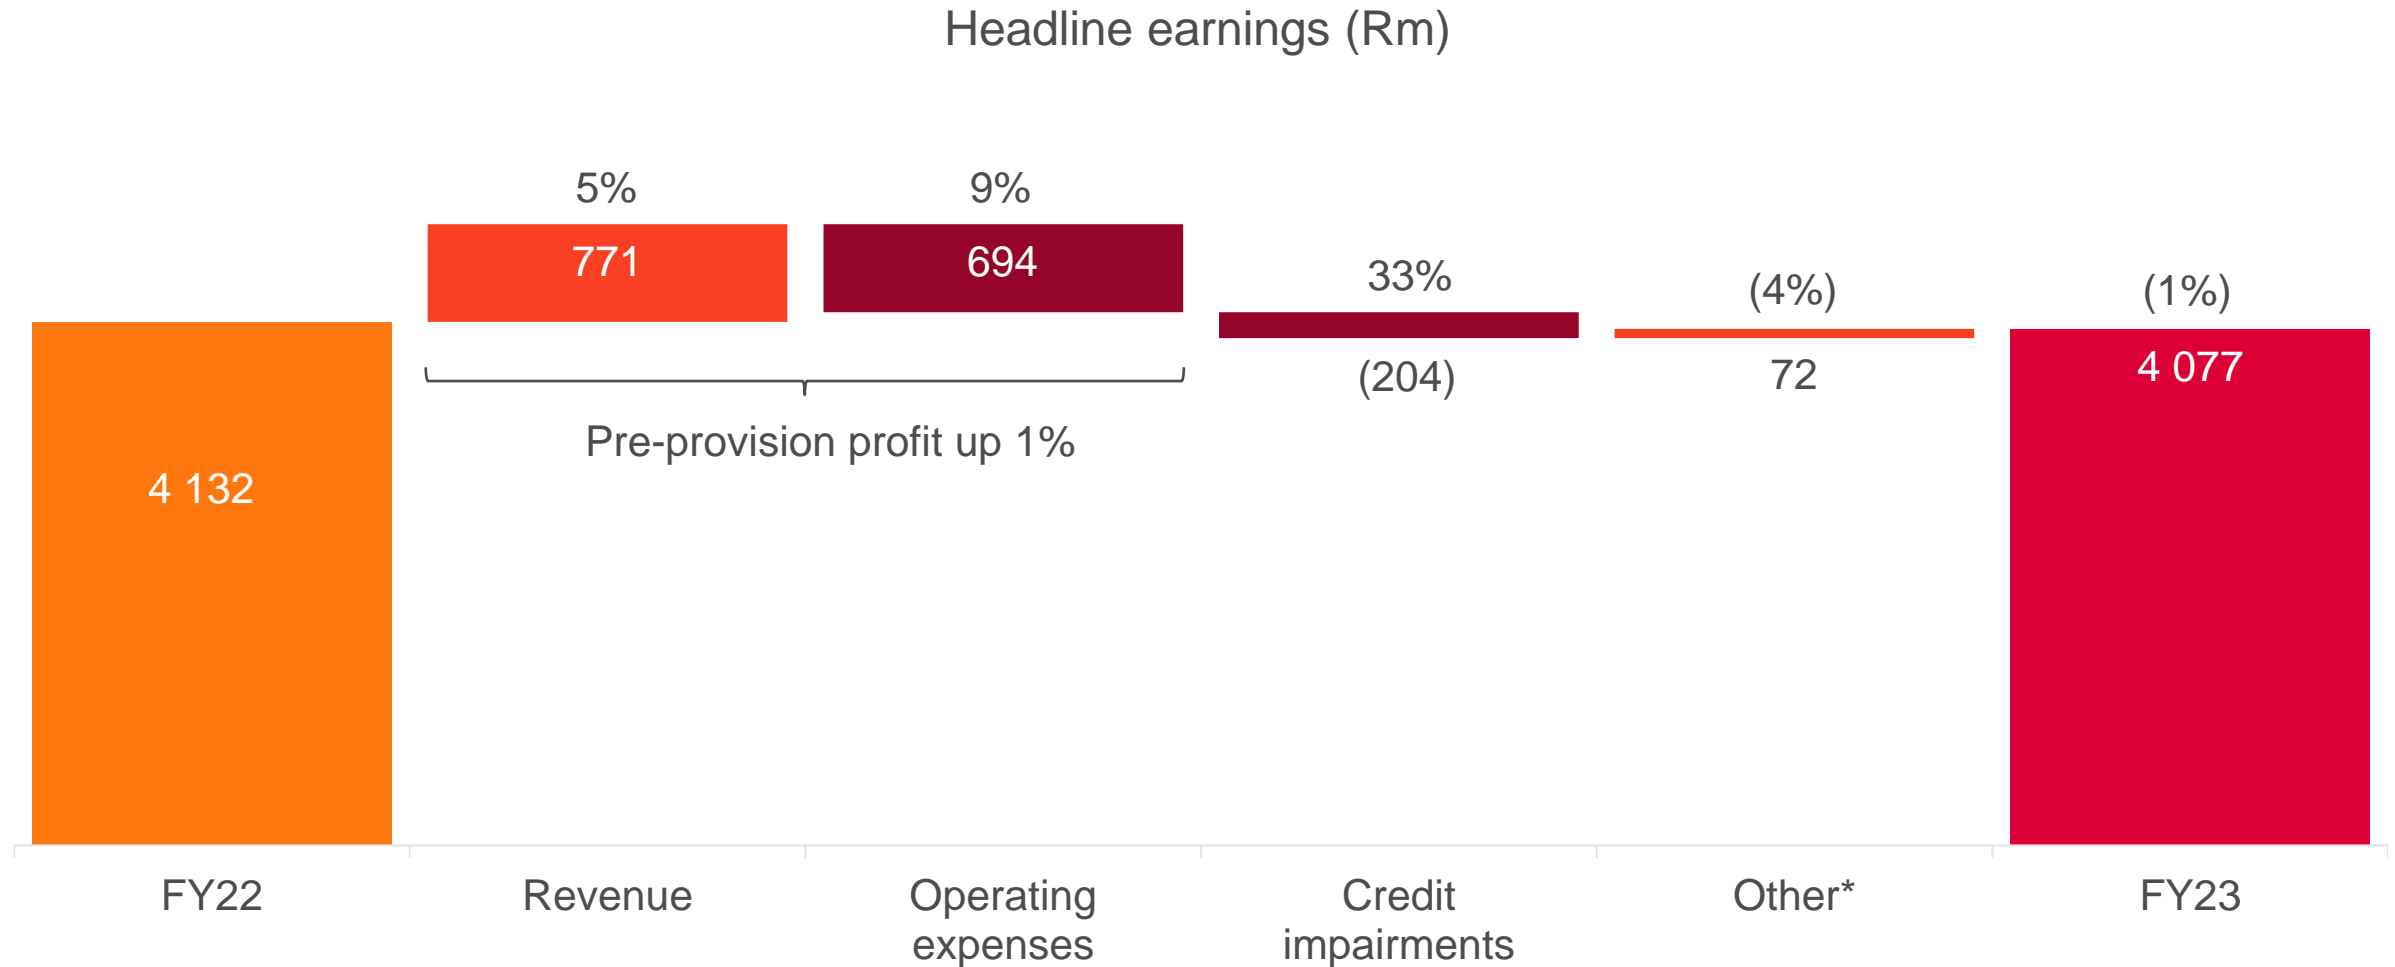 Headline earnings (Rm)
5%
9%
771
694
33%
(4%)
(1%)
(204)
72
4 077
Pre-provision profit up 1%
4 132
FY22
Revenue
Operating
expenses
Credit
impairments
Other*
FY23